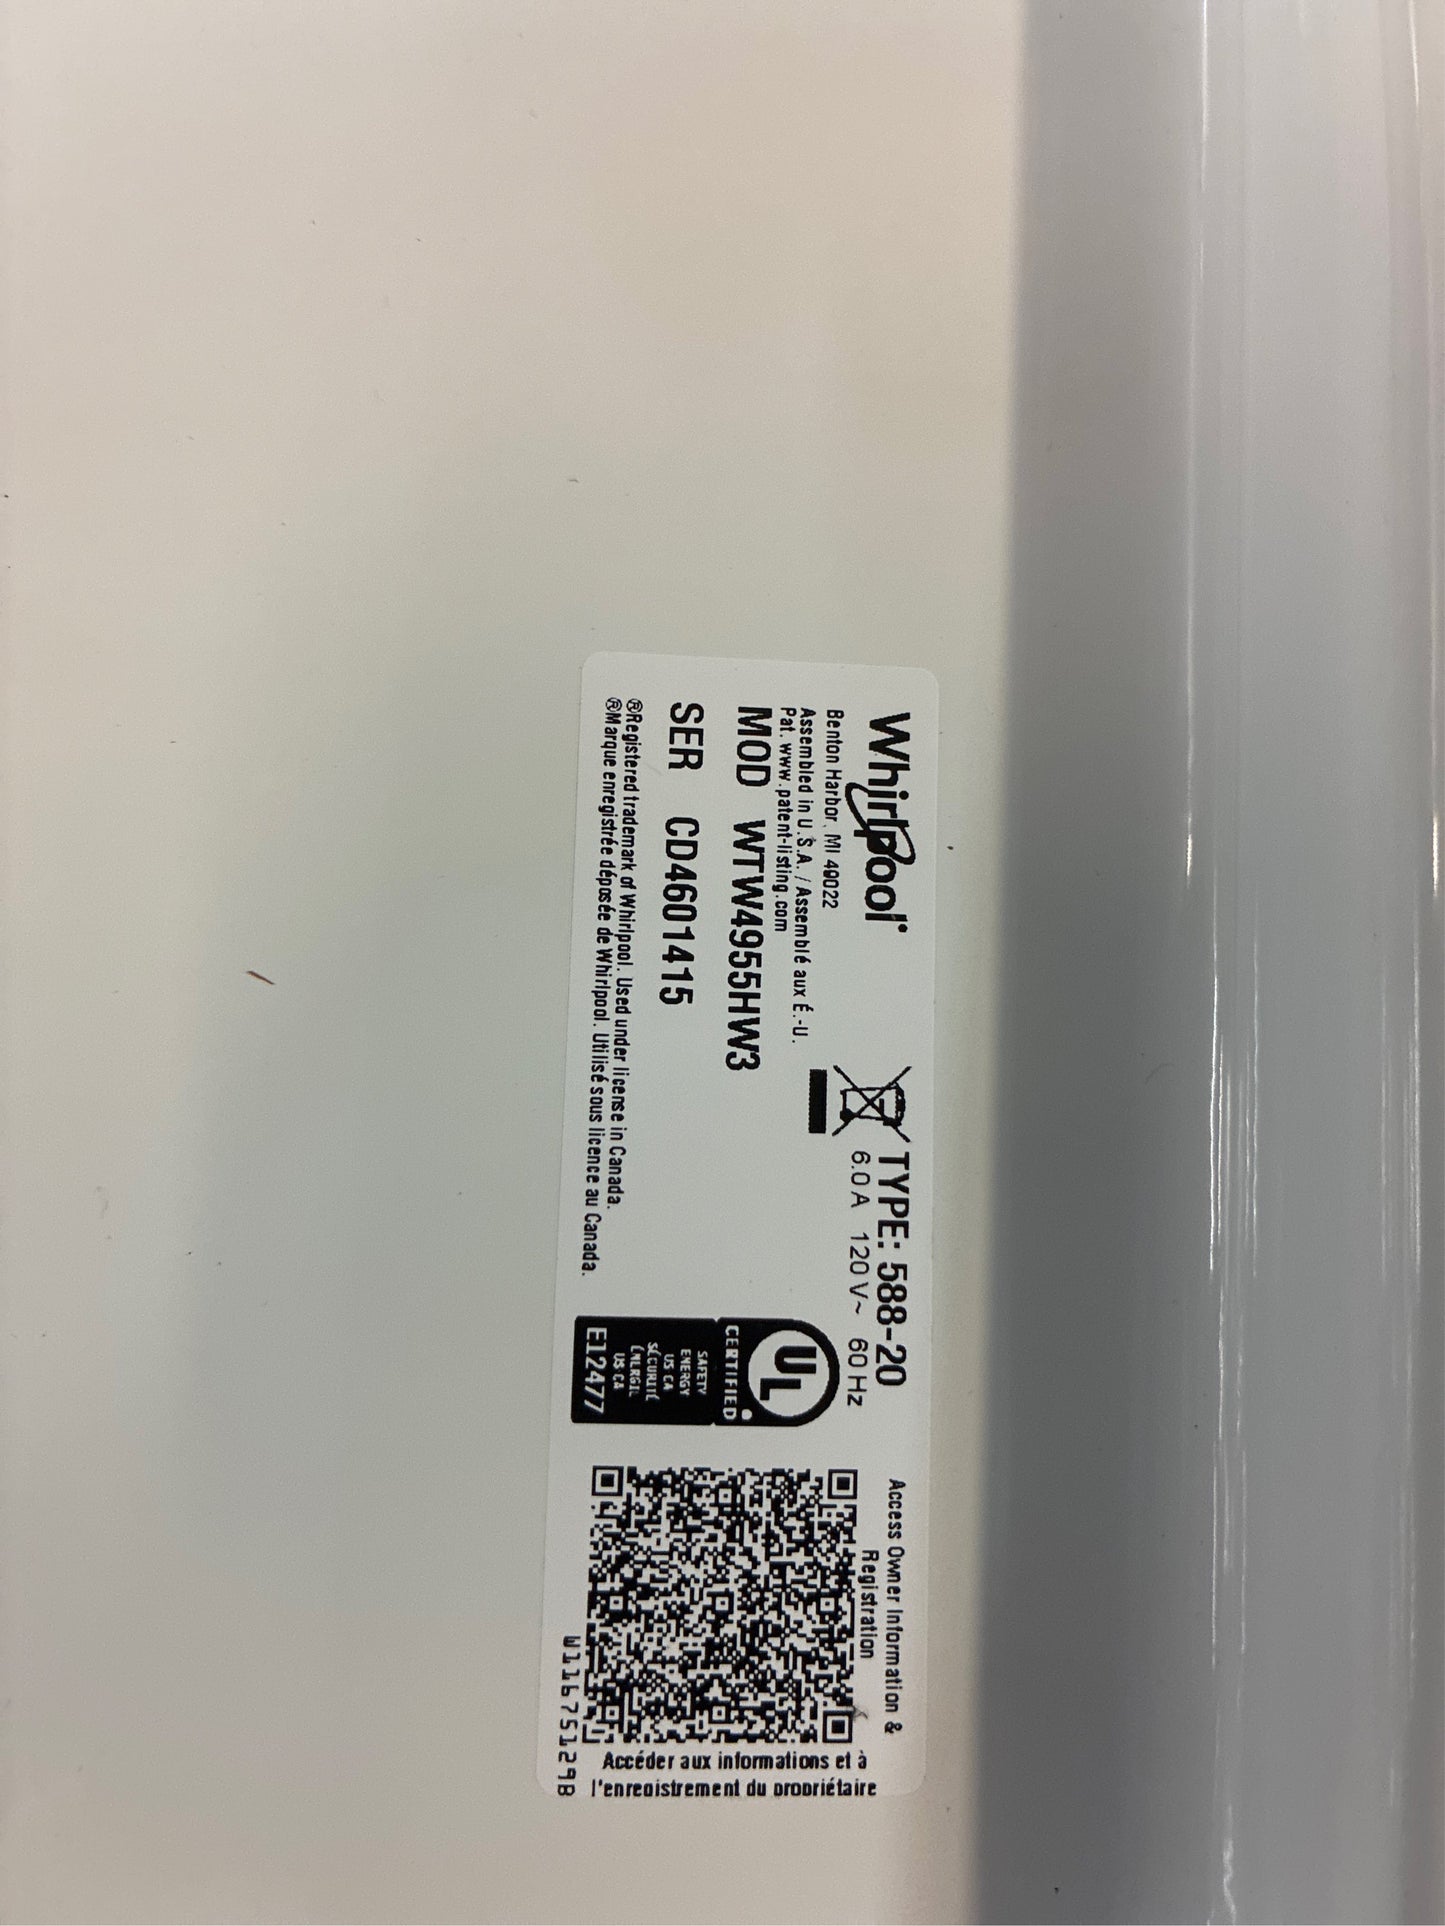 Whirlpool®
Benton Harbor, MI 49022
Assembled in U.S.A. / Assemblé aux É.-U.
Pat. www.patent-listing.com
MOD WTW4955HW3
SER CD4601415
®Registered trademark of Whirlpool. Used under license in Canada.
®Marque enregistrée déposée de Whirlpool. Utilisé sous licence au Canada.
TYPE: 588-20
6.0 A 120 V~ 60 Hz
UL
CERTIFIED
SAFETY
ENERGY
US CA
SÉCURITÉ
ÉNERGIE
US CA
E12477
Access Owner Information &
Registration
Accéder aux informations et à
l'enregistrement du propriétaire
W11675129B